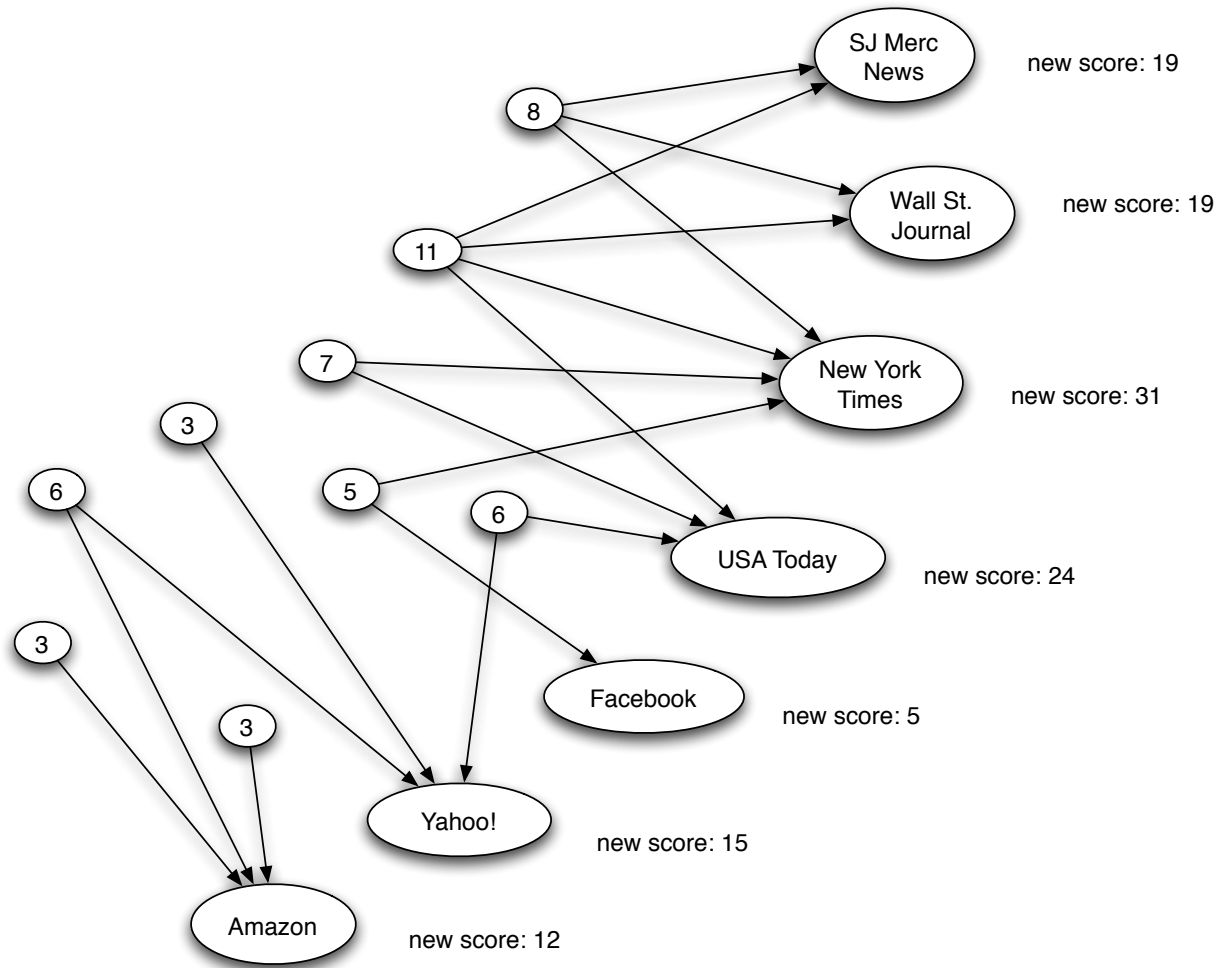 SJ Merc
News
new score: 19
8
Wall St.
Journal
new score: 19
11
New York
Times
new score: 31
7
3
6
5
6
USA Today
new score: 24
3
Facebook
new score: 5
3
Yahoo!
new score: 15
Amazon
new score: 12